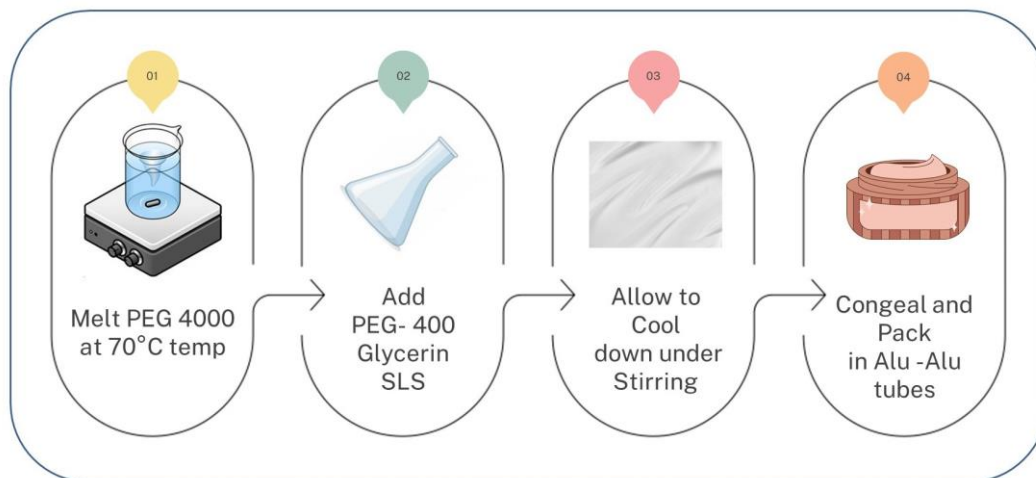 01
Melt PEG 4000
at 70°C temp
02
Add
PEG- 400
Glycerin
SLS
03
Allow to
Cool
down under
Stirring
04
Congeal and
Pack
in Alu -Alu
tubes